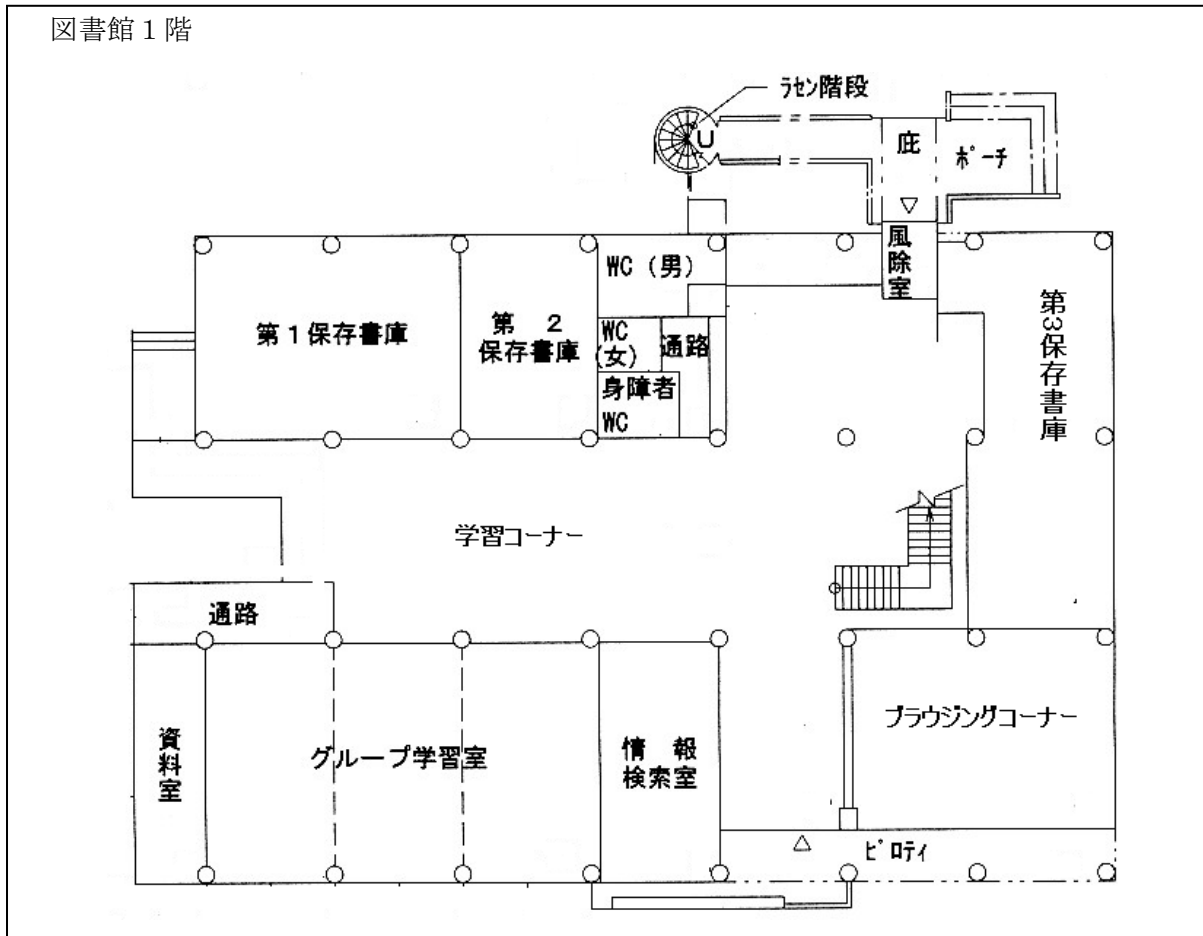 図書館１階
ﾗｾﾝ階段
U
庇
ﾎﾟｰﾁ
風
除
室
WC（男）
第１保存書庫
第　２
保存書庫
WC
(女)
通路
身障者
WC
第
3
保
存
書
庫
学習コーナー
通路
資
料
室
グループ学習室
情　報
検索室
ブラウジングコーナー
ﾋﾟﾛﾃｨ